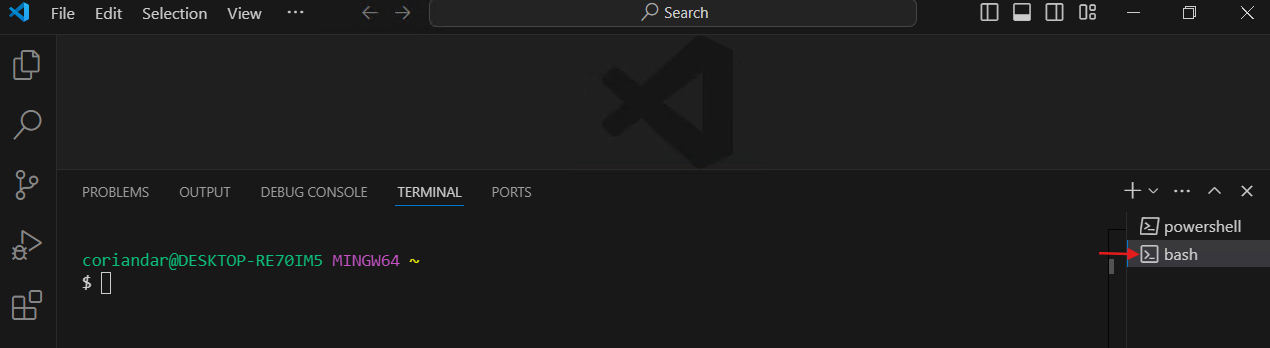 File Edit Selection View ··· Search
PROBLEMS OUTPUT DEBUG CONSOLE TERMINAL PORTS
powershell
bash
coriandar@DESKTOP-RE70IM5 MINGW64 ~
$